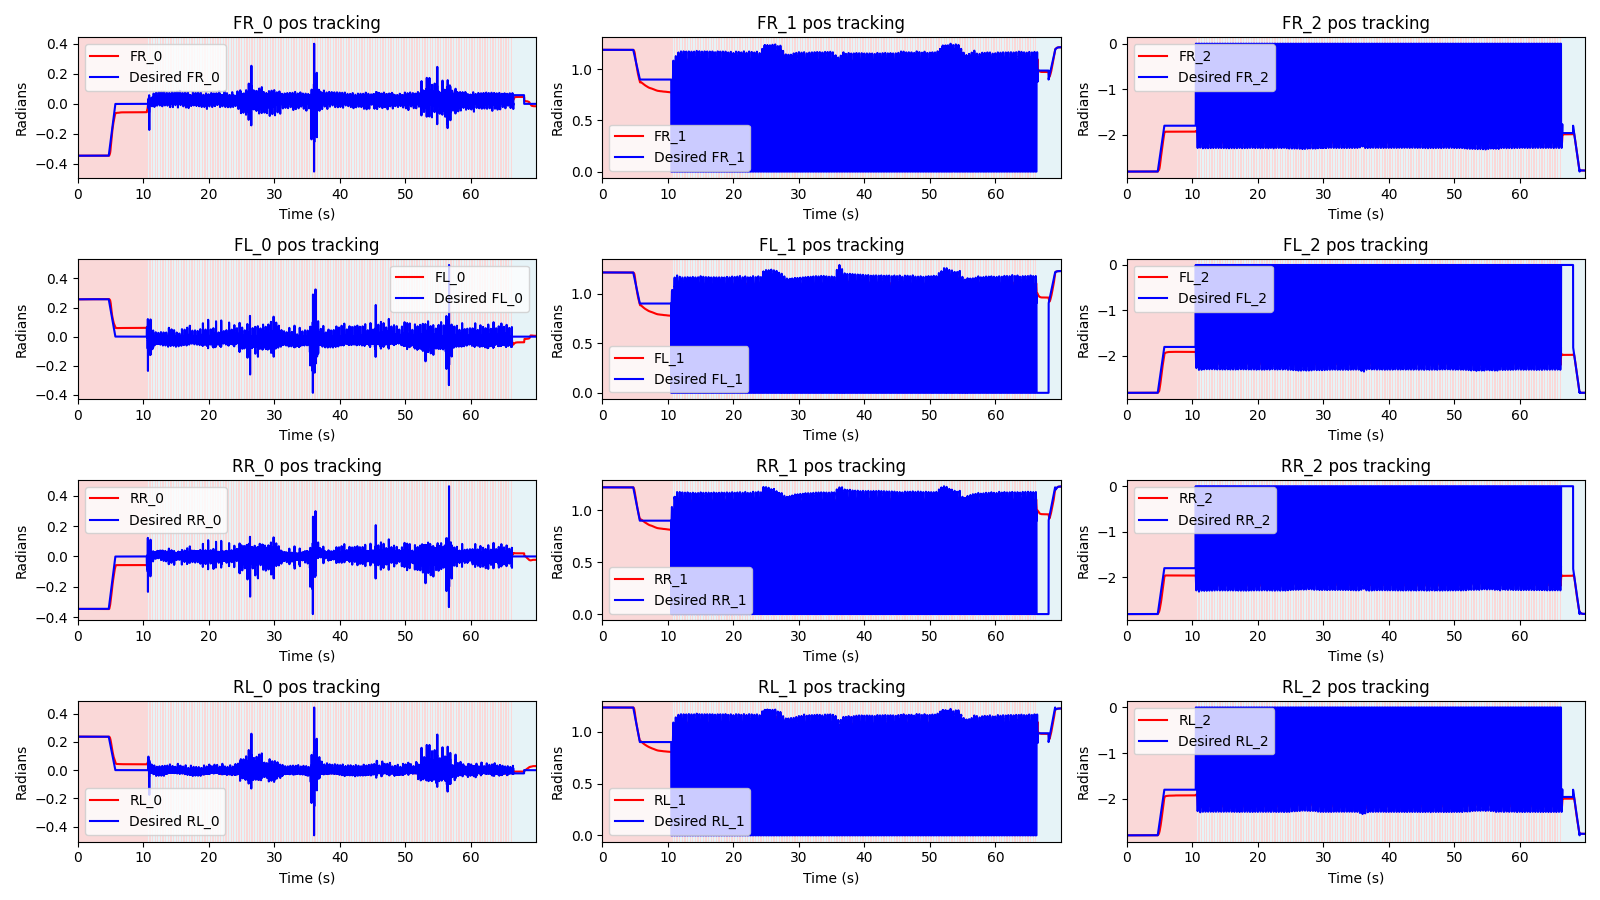 FR_0 pos tracking
FR_1 pos tracking
FR_2 pos tracking
Radians
0.4
0.2
0.0
−0.2
−0.4
FR_0
Desired FR_0
0 10 20 30 40 50 60
Time (s)
Radians
1.0
0.5
0.0
FR_1
Desired FR_1
0 10 20 30 40 50 60
Time (s)
Radians
0
−1
−2
FR_2
Desired FR_2
0 10 20 30 40 50 60
Time (s)
FL_0 pos tracking
FL_1 pos tracking
FL_2 pos tracking
Radians
0.4
0.2
0.0
−0.2
−0.4
FL_0
Desired FL_0
0 10 20 30 40 50 60
Time (s)
Radians
1.0
0.5
0.0
FL_1
Desired FL_1
0 10 20 30 40 50 60
Time (s)
Radians
0
−1
−2
FL_2
Desired FL_2
0 10 20 30 40 50 60
Time (s)
RR_0 pos tracking
RR_1 pos tracking
RR_2 pos tracking
Radians
0.4
0.2
0.0
−0.2
−0.4
RR_0
Desired RR_0
0 10 20 30 40 50 60
Time (s)
Radians
1.0
0.5
0.0
RR_1
Desired RR_1
0 10 20 30 40 50 60
Time (s)
Radians
0
−1
−2
RR_2
Desired RR_2
0 10 20 30 40 50 60
Time (s)
RL_0 pos tracking
RL_1 pos tracking
RL_2 pos tracking
Radians
0.4
0.2
0.0
−0.2
−0.4
RL_0
Desired RL_0
0 10 20 30 40 50 60
Time (s)
Radians
1.0
0.5
0.0
RL_1
Desired RL_1
0 10 20 30 40 50 60
Time (s)
Radians
0
−1
−2
RL_2
Desired RL_2
0 10 20 30 40 50 60
Time (s)